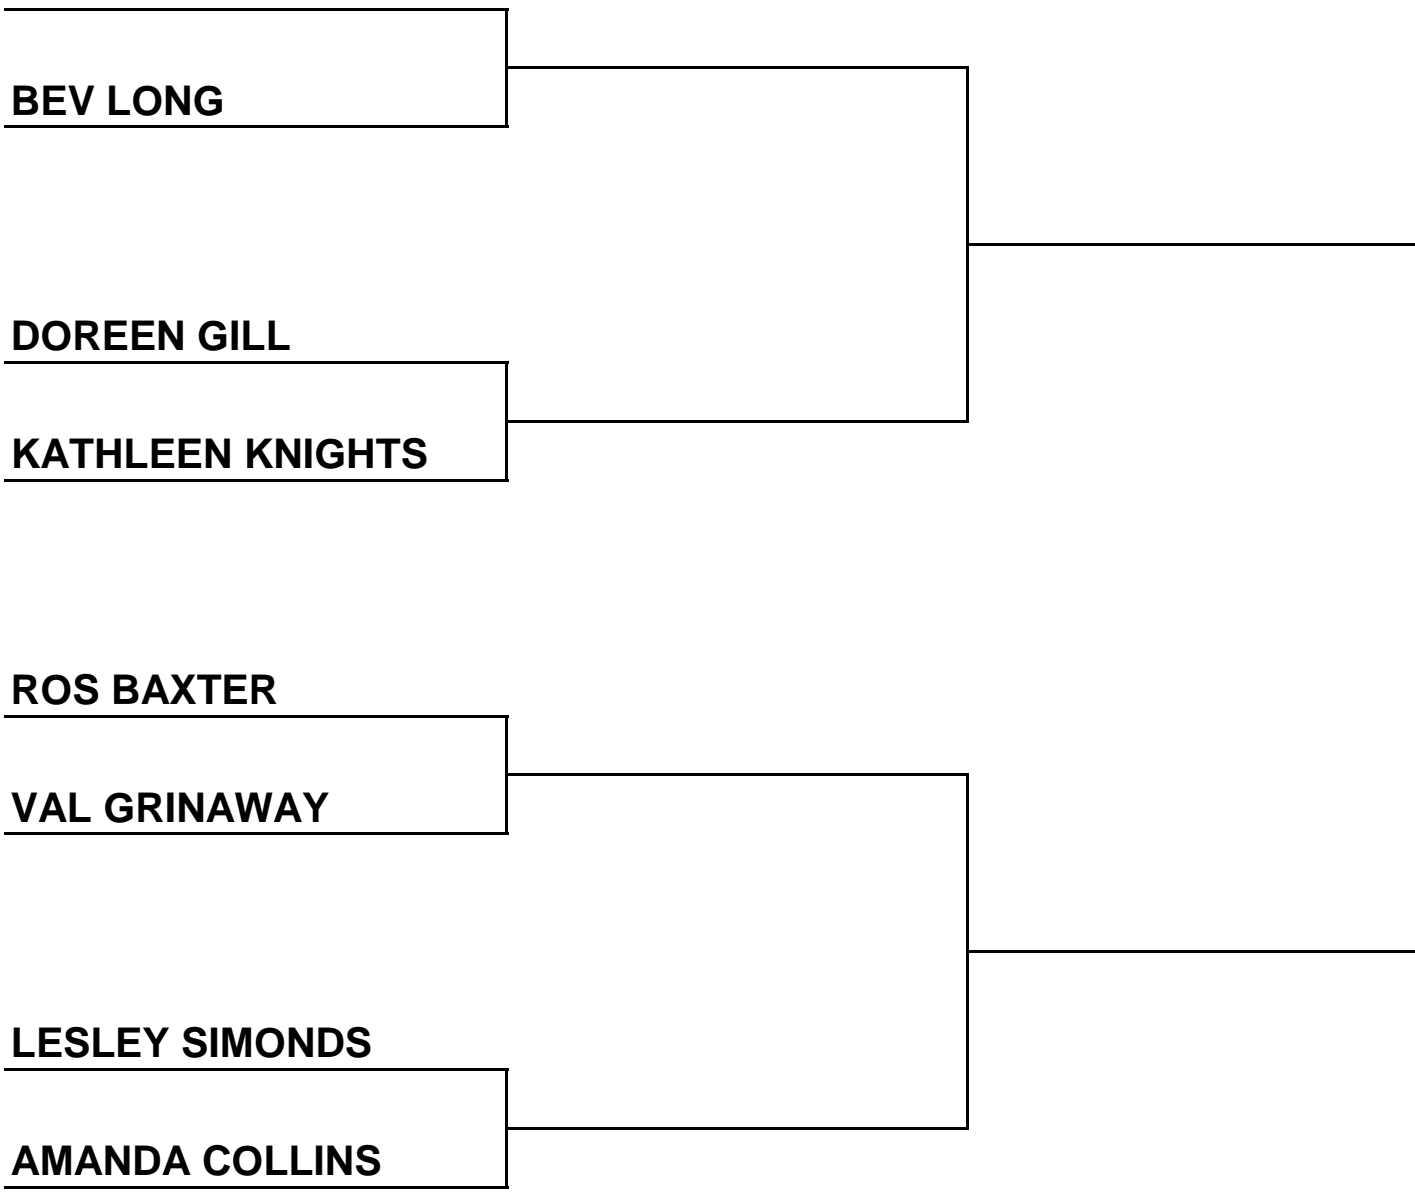 BEV LONG
DOREEN GILL
KATHLEEN KNIGHTS
ROS BAXTER
VAL GRINAWAY
LESLEY SIMONDS
AMANDA COLLINS